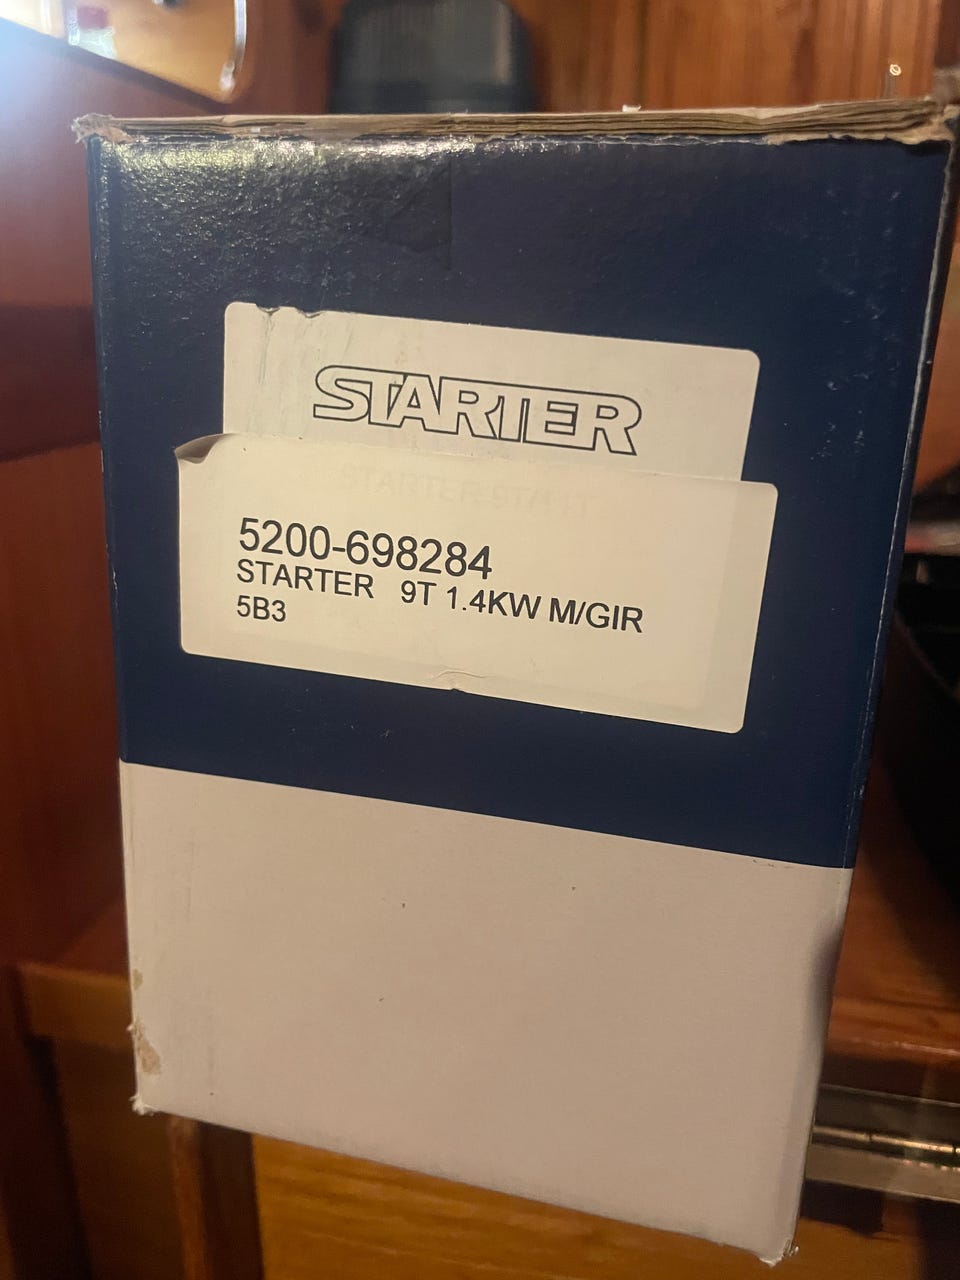 STARTER
5200-698284
STARTER 9T 1.4KW M/GIR
5B3